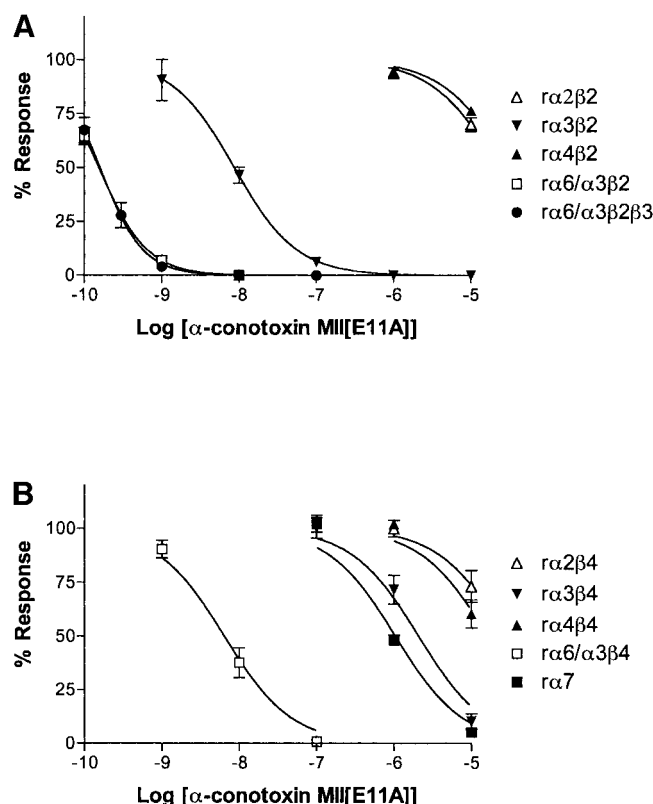 A
% Response
100
75
50
25
0
-10 -9 -8 -7 -6 -5
Log [α-conotoxin MII[E11A]]
rα2β2
rα3β2
rα4β2
rα6/α3β2
rα6/α3β2β3
B
% Response
100
75
50
25
0
-10 -9 -8 -7 -6 -5
Log [α-conotoxin MII[E11A]]
rα2β4
rα3β4
rα4β4
rα6/α3β4
rα7